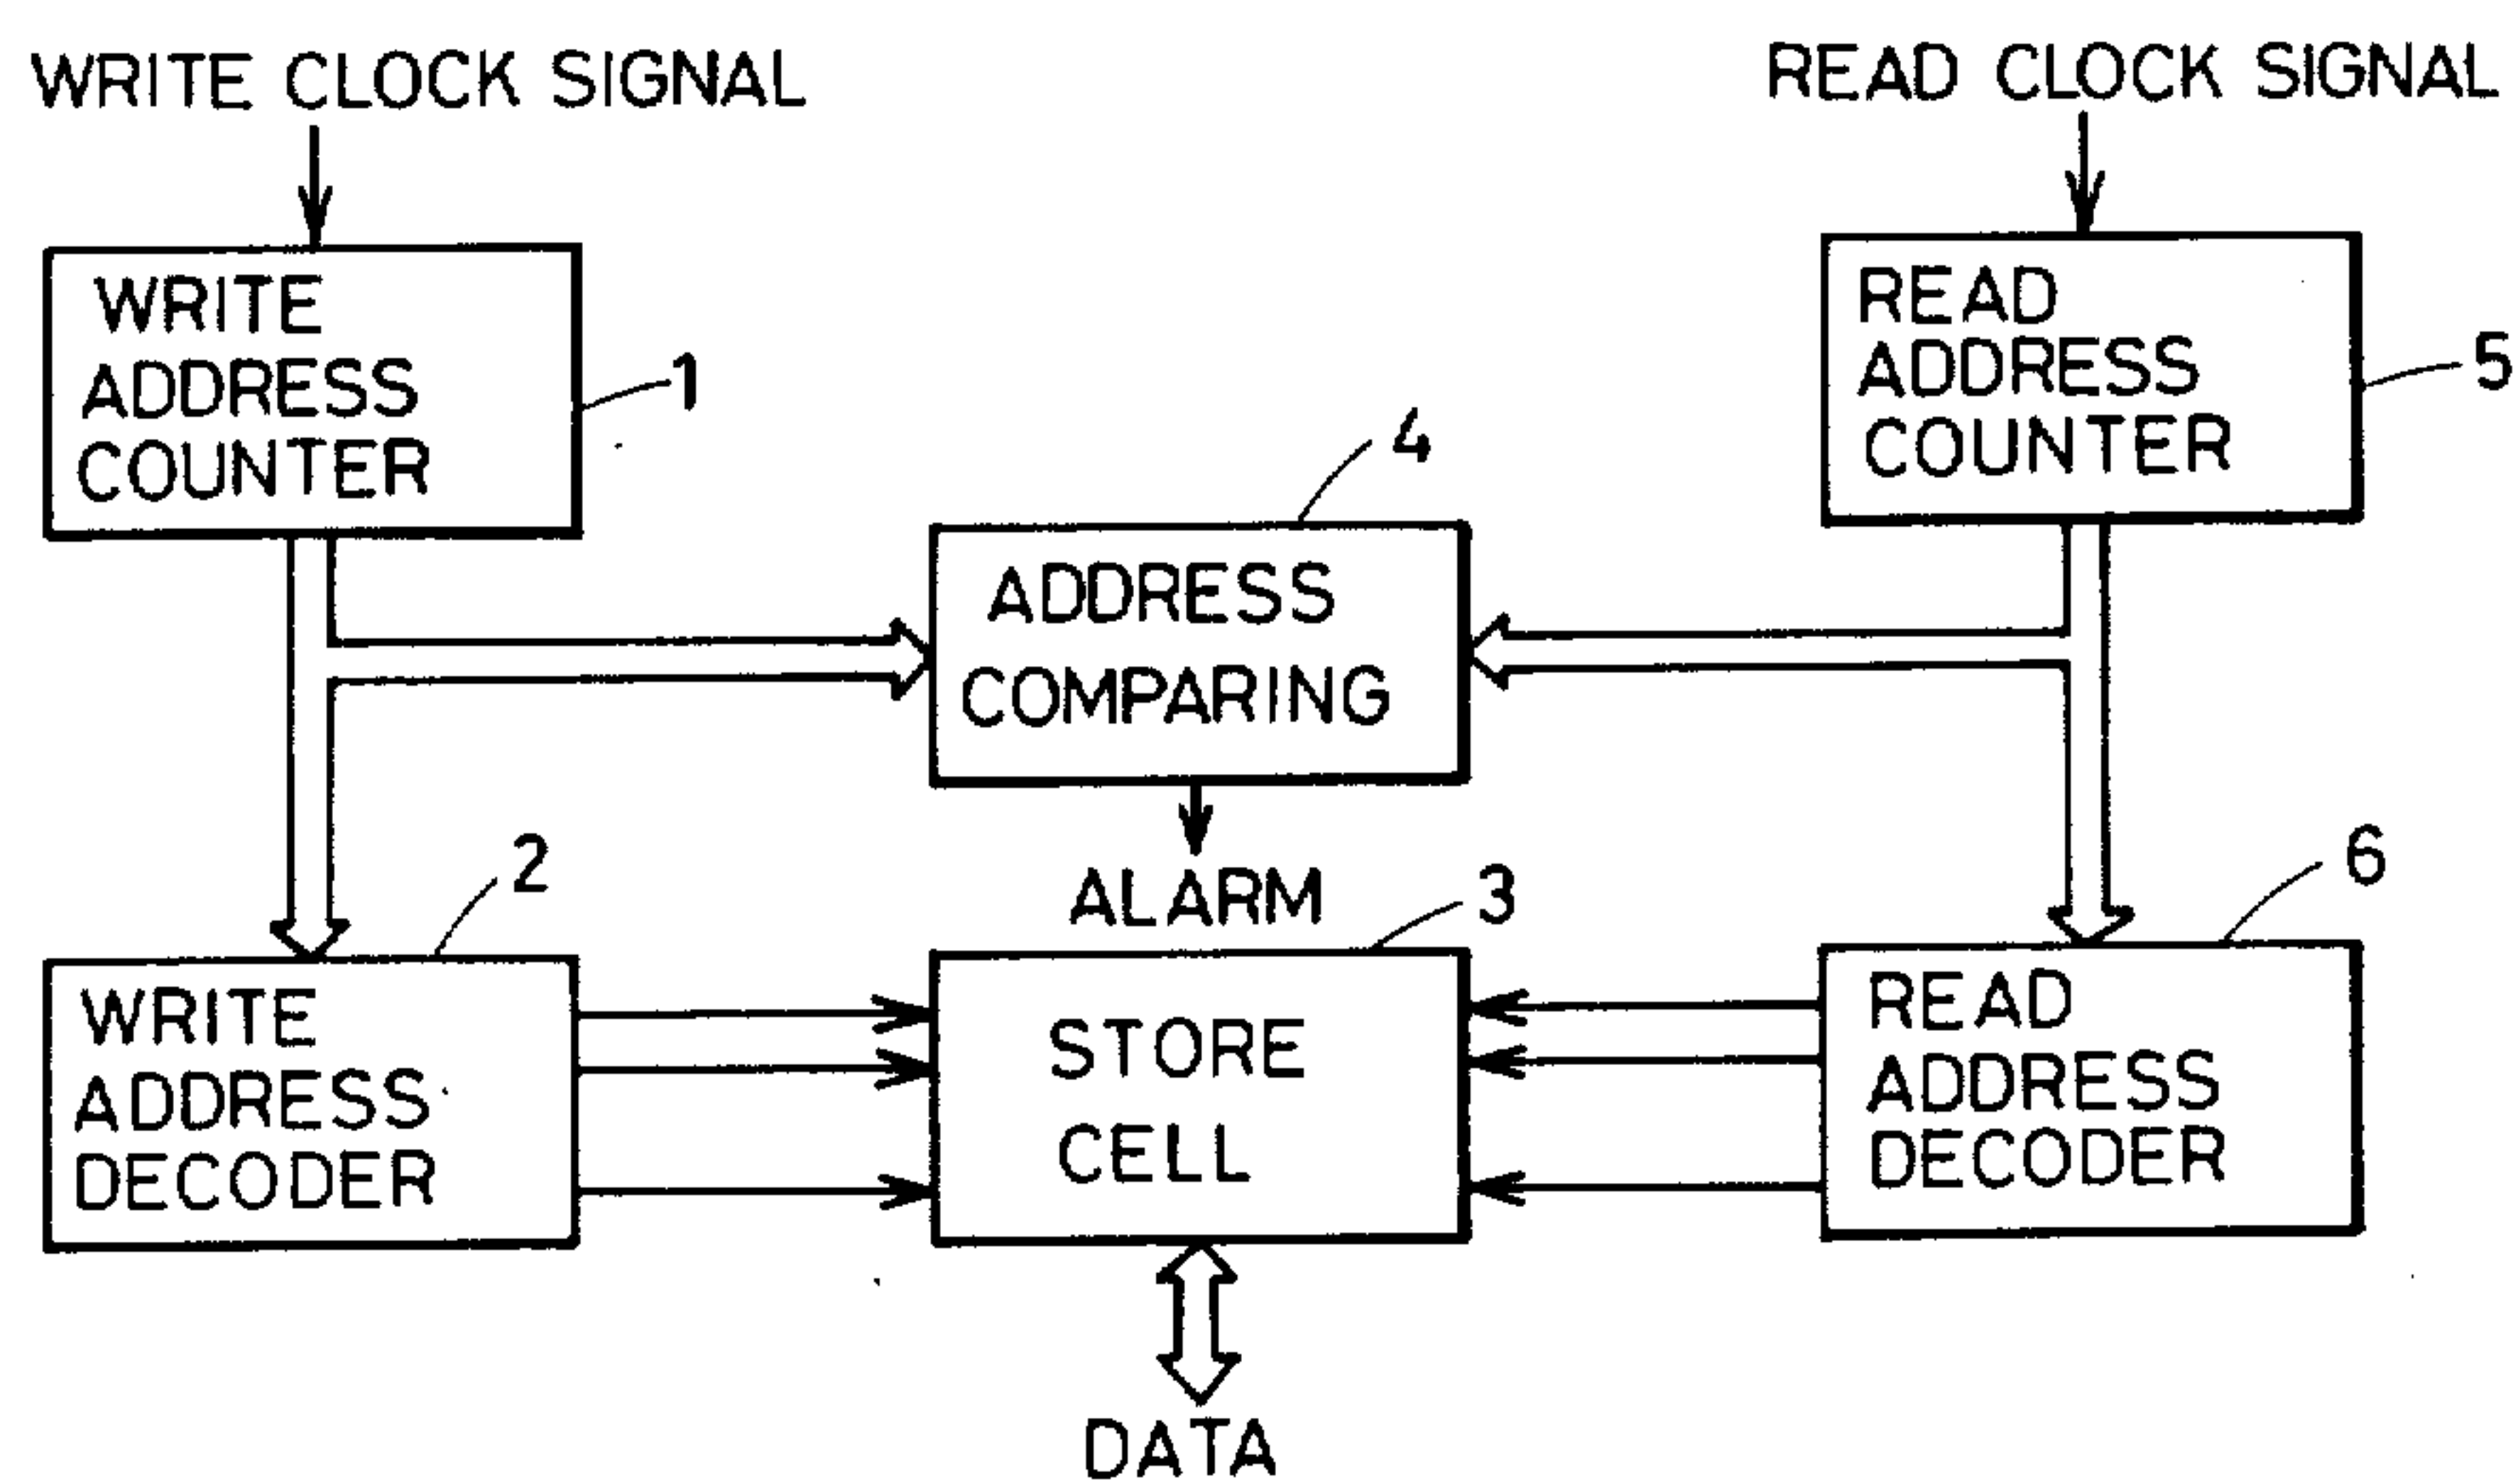 WRITE CLOCK SIGNAL
READ CLOCK SIGNAL
WRITE
ADDRESS
COUNTER
1
READ
ADDRESS
COUNTER
5
4
ADDRESS
COMPARING
ALARM
2
WRITE
ADDRESS
DECODER
3
STORE
CELL
6
READ
ADDRESS
DECODER
DATA